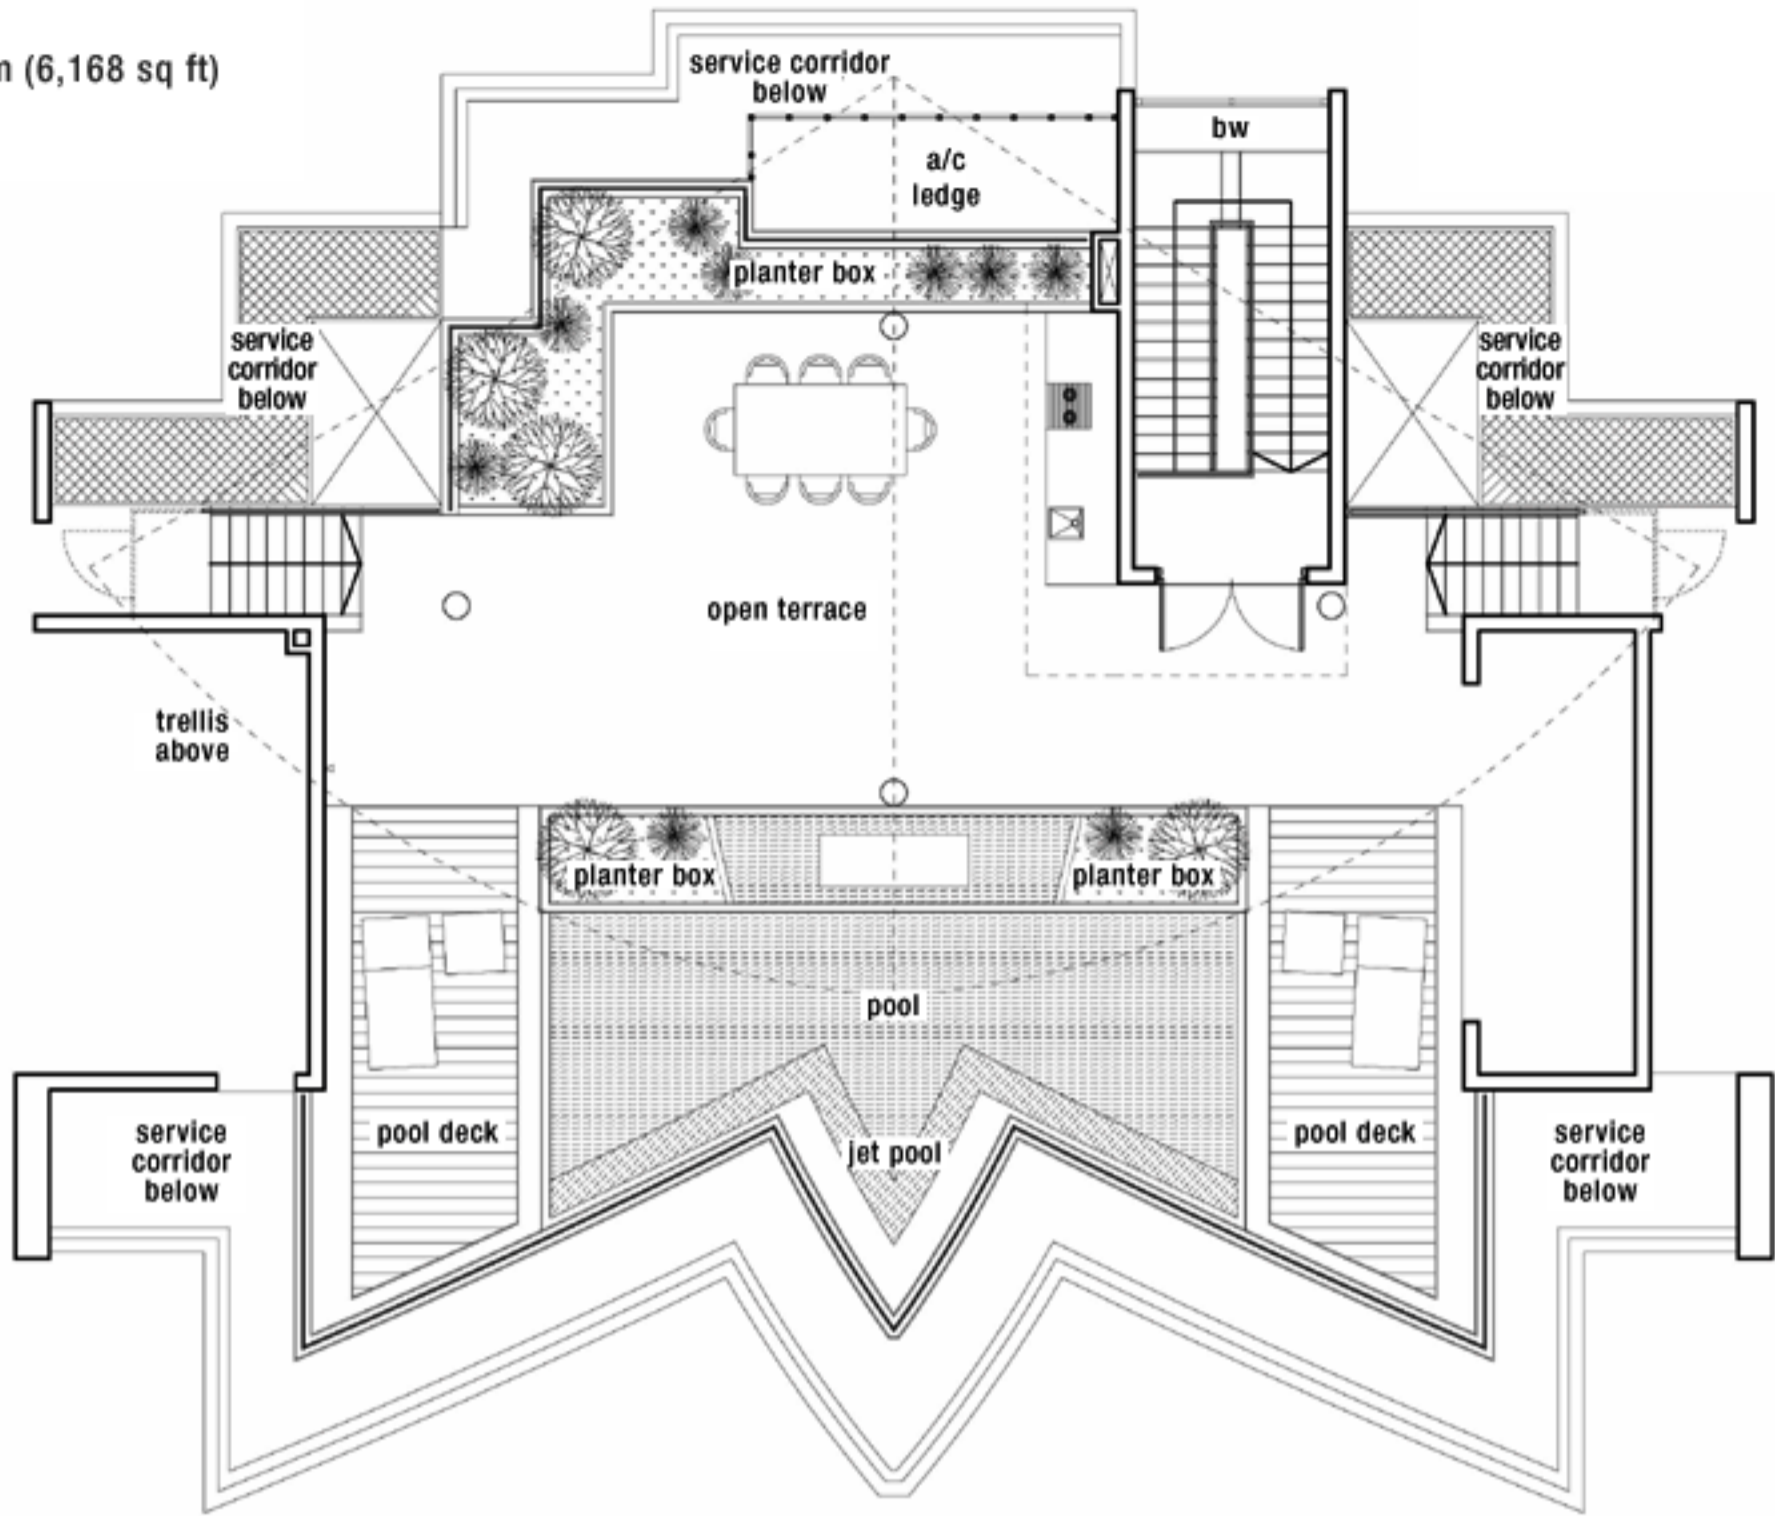 m (6,168 sq ft)
service corridor
below
bw
a/c
ledge
planter box
service
corridor
below
service
corridor
below
open terrace
trellis
above
planter box
planter box
pool
pool deck
jet pool
pool deck
service
corridor
below
service
corridor
below